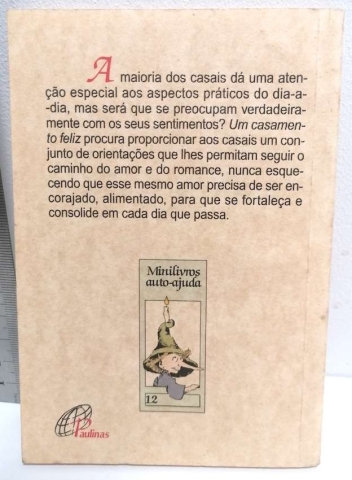 A maioria dos casais dá uma aten-
ção especial aos aspectos práticos do dia-a-
-dia, mas será que se preocupam verdadeira-
mente com os seus sentimentos? Um casamen-
to feliz procura proporcionar aos casais um con-
junto de orientações que lhes permitam seguir o
caminho do amor e do romance, nunca esque-
cendo que esse mesmo amor precisa de ser en-
corajado, alimentado, para que se fortaleça e
consolide em cada dia que passa.
Minilivros
auto-ajuda
12
Paulinas